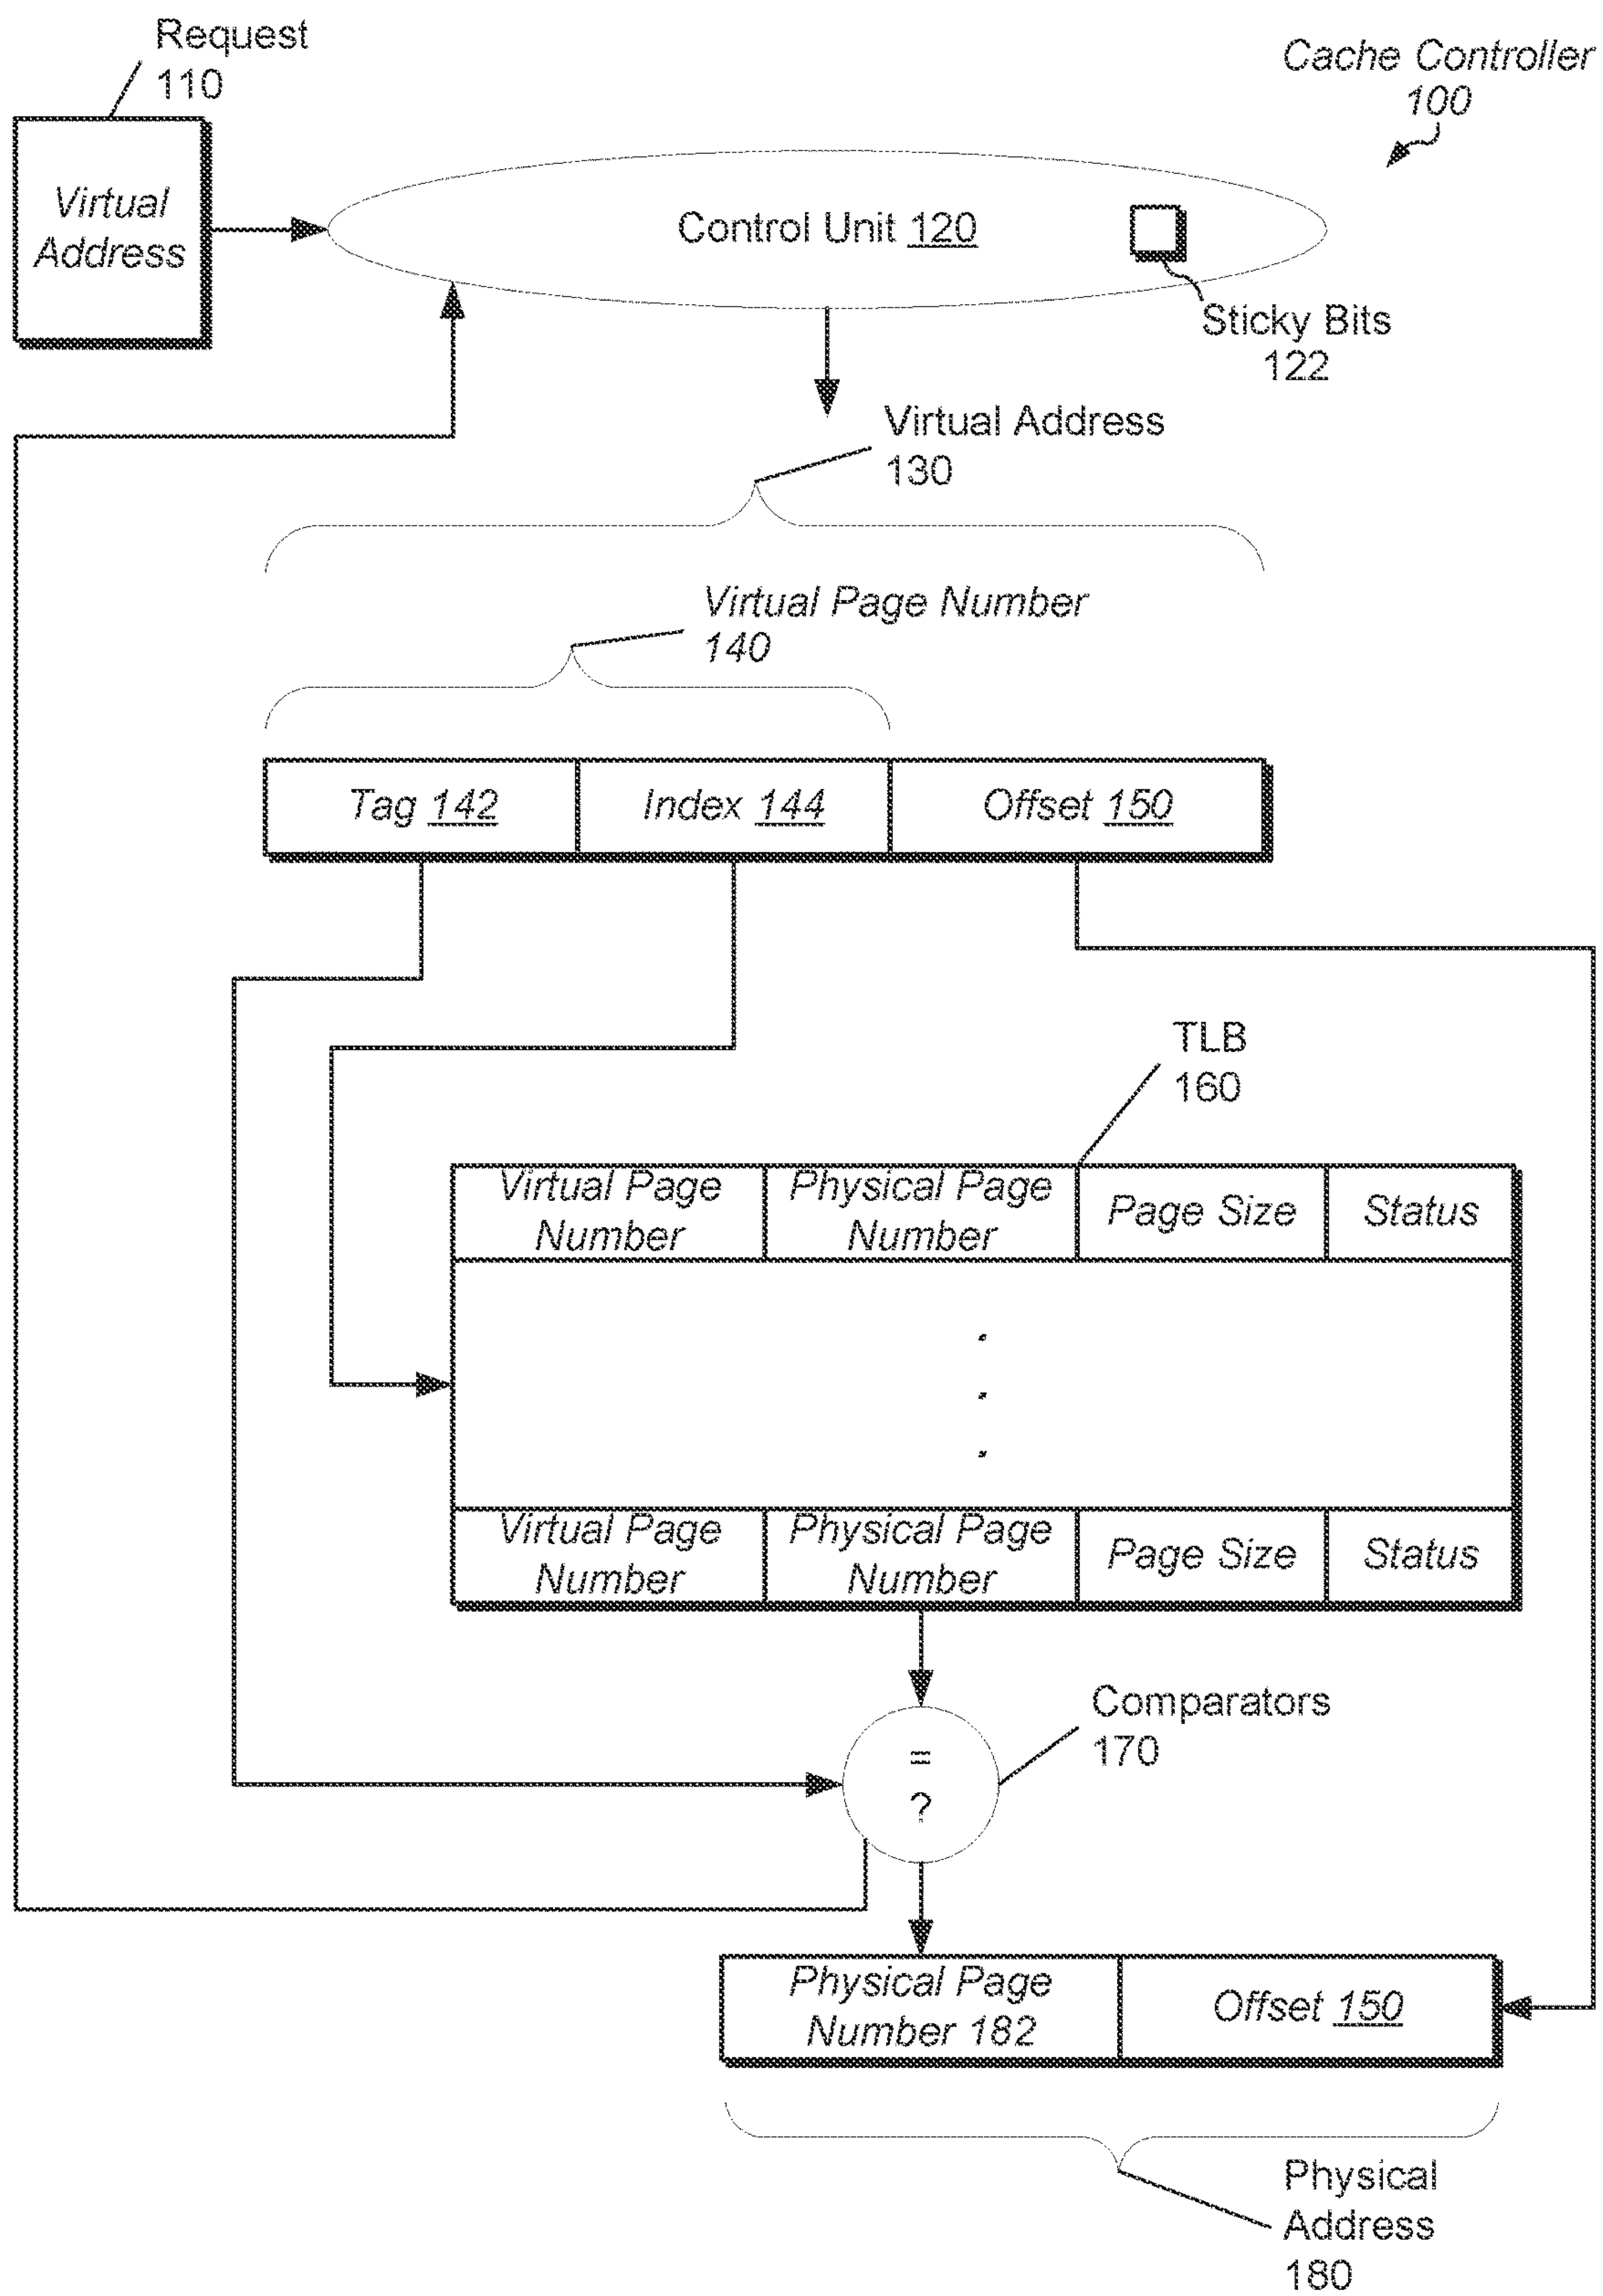 Request
110
Cache Controller
100
Virtual
Address
Control Unit 120
Sticky Bits
122
Virtual Address
130
Virtual Page Number
140
Tag 142
Index 144
Offset 150
TLB
160
Virtual Page
Number
Physical Page
Number
Page Size
Status
.
.
.
Virtual Page
Number
Physical Page
Number
Page Size
Status
Comparators
170
=
?
Physical Page
Number 182
Offset 150
Physical
Address
180